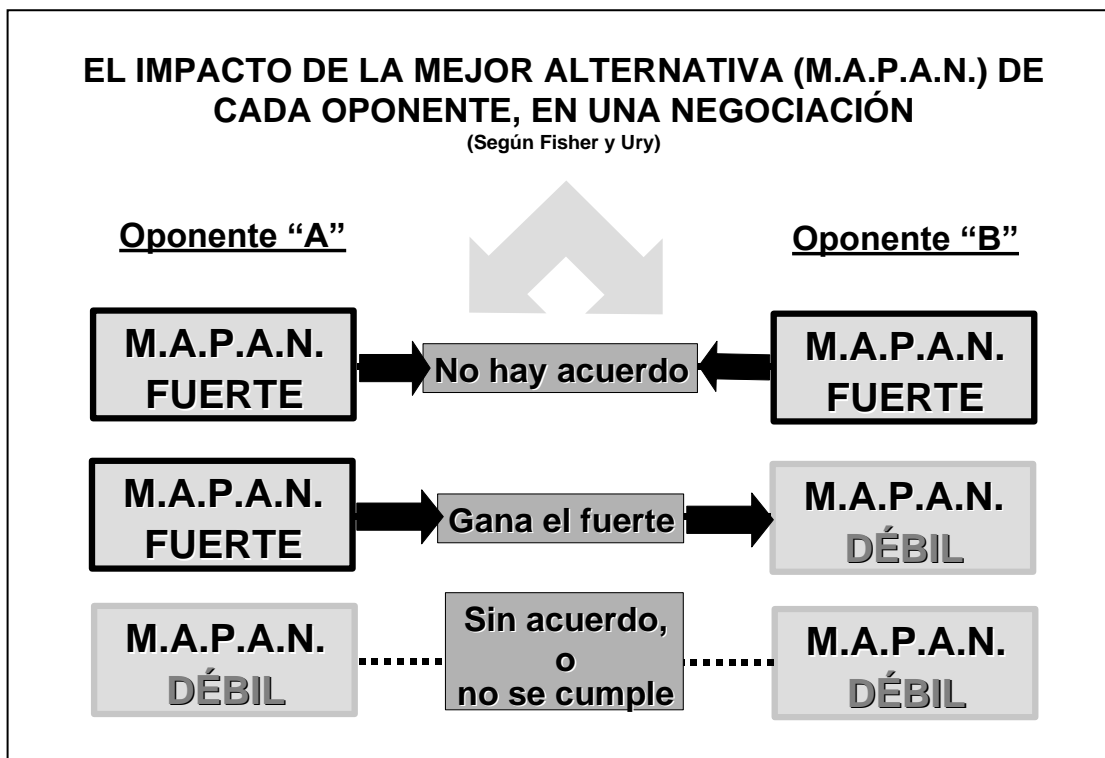 EL IMPACTO DE LA MEJOR ALTERNATIVA (M.A.P.A.N.) DE
CADA OPONENTE, EN UNA NEGOCIACIÓN
(Según Fisher y Ury)
Oponente “A”
Oponente “B”
M.A.P.A.N.
FUERTE
No hay acuerdo
M.A.P.A.N.
FUERTE
M.A.P.A.N.
FUERTE
Gana el fuerte
M.A.P.A.N.
DÉBIL
M.A.P.A.N.
DÉBIL
Sin acuerdo,
o
no se cumple
M.A.P.A.N.
DÉBIL